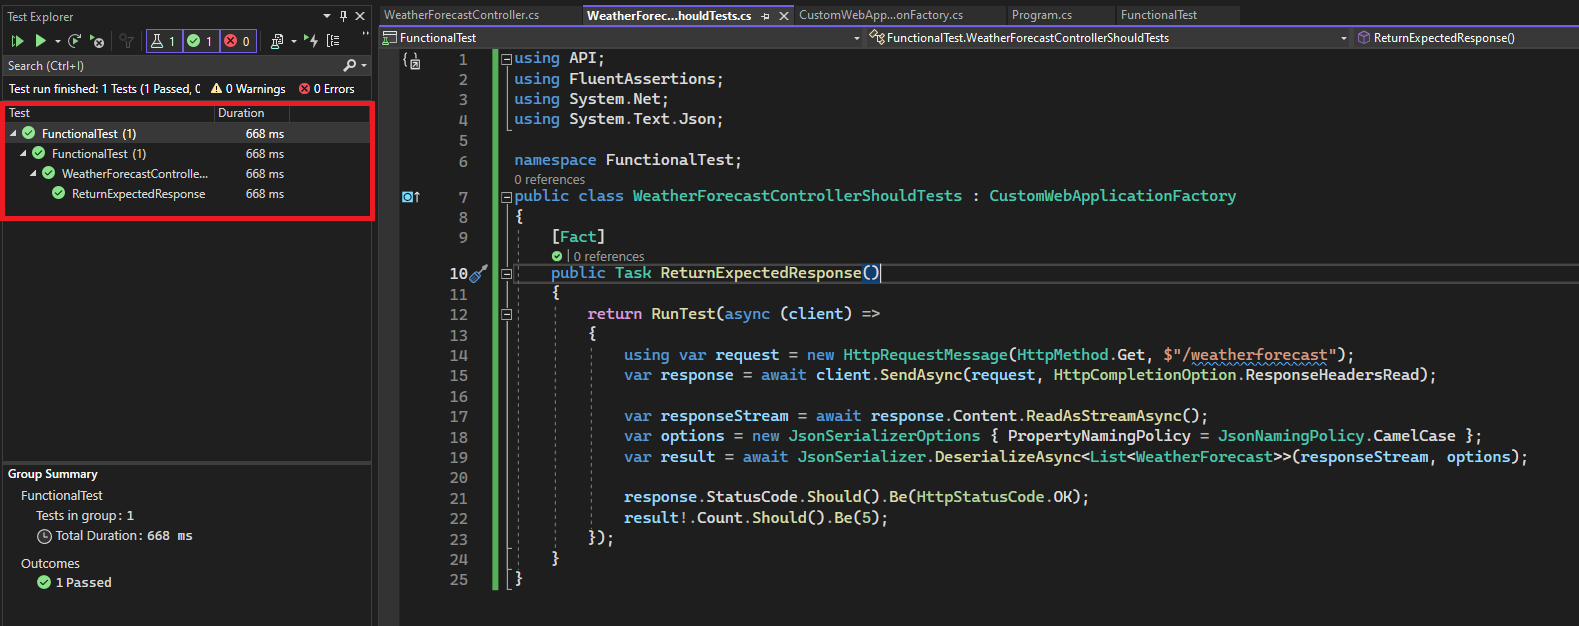 Test Explorer
1 1 0
Search (Ctrl+I)
Test run finished: 1 Tests (1 Passed, 0 0 Warnings 0 Errors
Test Duration
FunctionalTest (1) 668 ms
FunctionalTest (1) 668 ms
WeatherForecastControlle... 668 ms
ReturnExpectedResponse 668 ms
Group Summary
FunctionalTest
Tests in group: 1
Total Duration: 668 ms
Outcomes
1 Passed
WeatherForecastController.cs WeatherForec...houldTests.cs CustomWebApp...onFactory.cs Program.cs FunctionalTest
FunctionalTest FunctionalTest.WeatherForecastControllerShouldTests ReturnExpectedResponse()
1 using API;
2 using FluentAssertions;
3 using System.Net;
4 using System.Text.Json;
5
6 namespace FunctionalTest;
0 references
7 public class WeatherForecastControllerShouldTests : CustomWebApplicationFactory
8 {
9 [Fact]
0 references
10 public Task ReturnExpectedResponse()
11 {
12 return RunTest(async (client) =>
13 {
14 using var request = new HttpRequestMessage(HttpMethod.Get, $"/weatherforecast");
15 var response = await client.SendAsync(request, HttpCompletionOption.ResponseHeadersRead);
16
17 var responseStream = await response.Content.ReadAsStreamAsync();
18 var options = new JsonSerializerOptions { PropertyNamingPolicy = JsonNamingPolicy.CamelCase };
19 var result = await JsonSerializer.DeserializeAsync<List<WeatherForecast>>(responseStream, options);
20
21 response.StatusCode.Should().Be(HttpStatusCode.OK);
22 result!.Count.Should().Be(5);
23 });
24 }
25 }